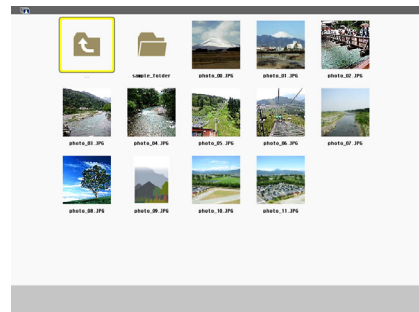 ...
sample_folder
photo_00.JPG
photo_01.JPG
photo_02.JPG
photo_03.JPG
photo_04.JPG
photo_05.JPG
photo_06.JPG
photo_07.JPG
photo_08.JPG
photo_09.JPG
photo_10.JPG
photo_11.JPG